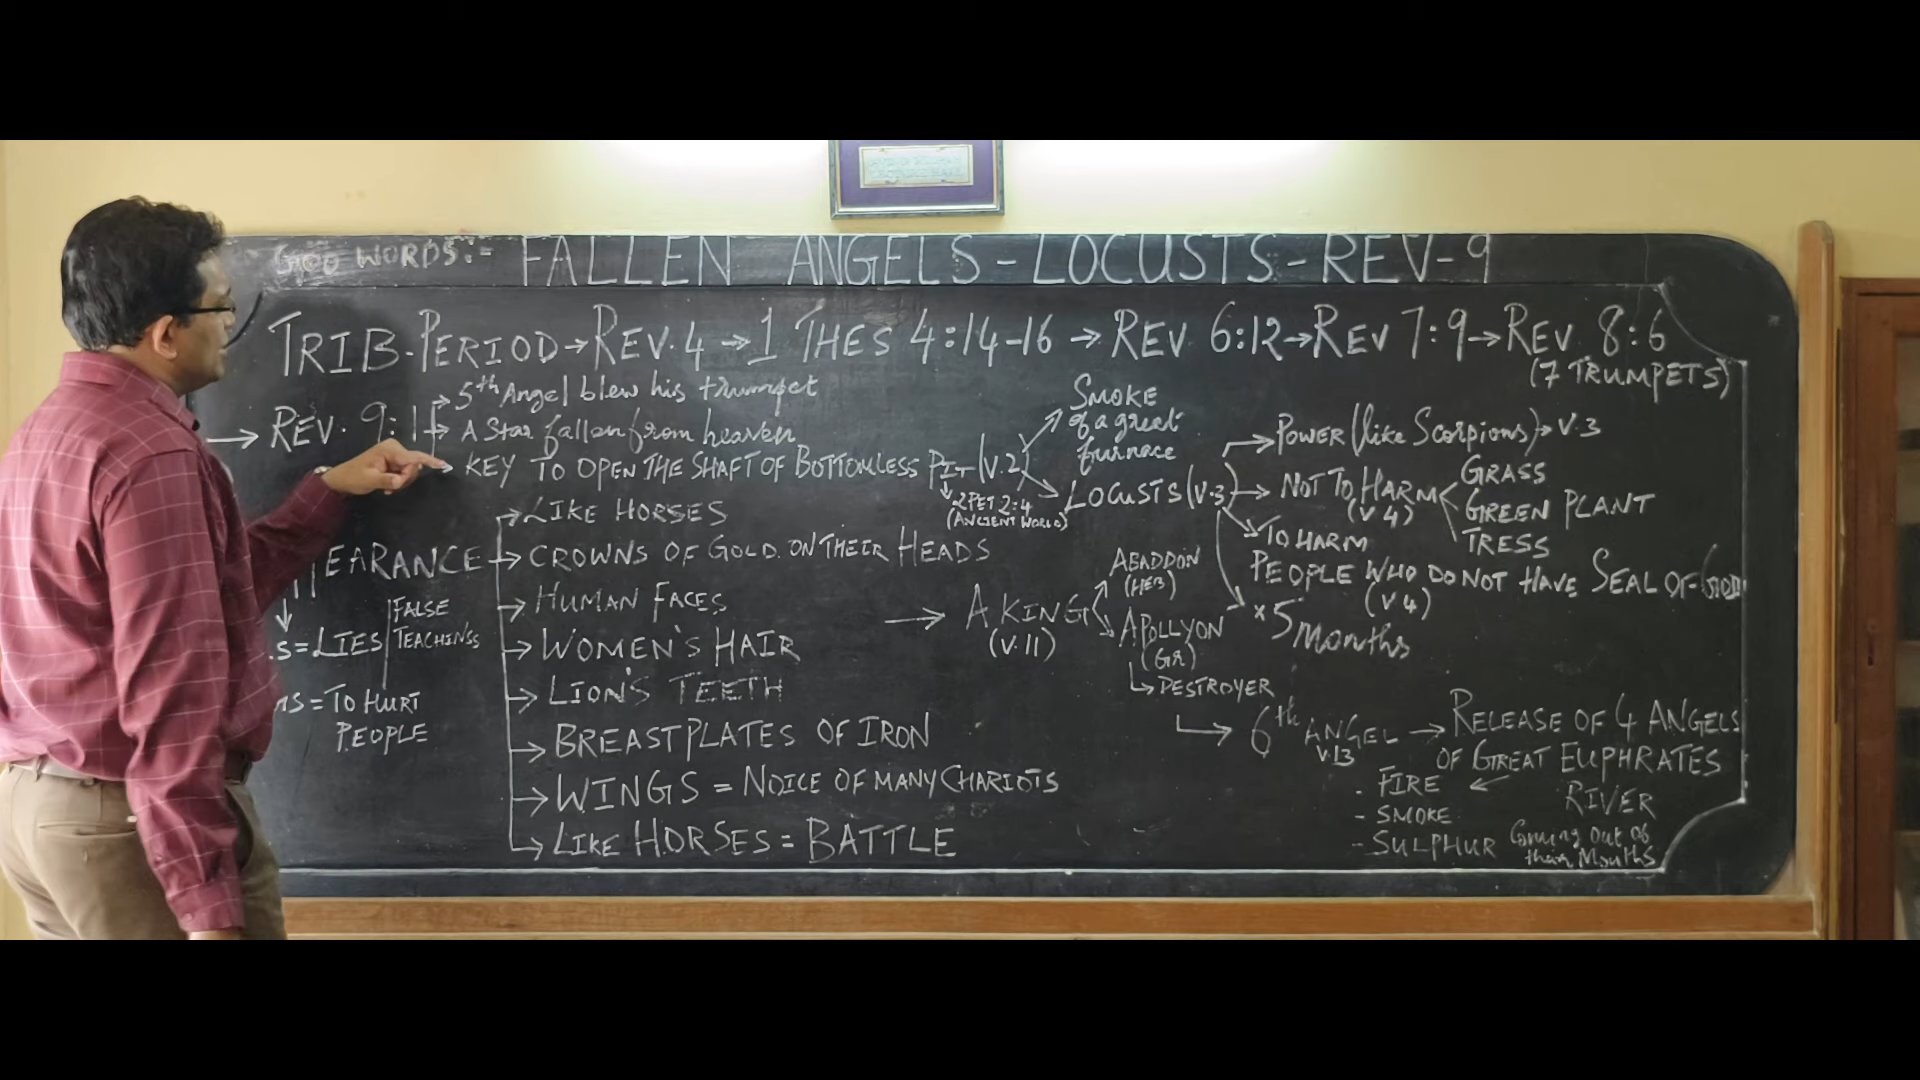 GOOD WORDS:- FALLEN ANGELS - LOCUSTS - REV - 9
TRIB. PERIOD → REV. 4 → 1 THES 4:14-16 → REV 6:12 → REV 7:9 → REV 8:6
(7 TRUMPETS)
→ REV. 9:1
→ 5th Angel blew his trumpet
→ A Star fallen from heaven
→ KEY TO OPEN THE SHAFT OF BOTTOMLESS PIT (V.2)
2 PET 2:4
(ANCIENT WORLD)
SMOKE
of a great
furnace
LOCUSTS (V.3)
→ POWER (like Scorpions) → V.3
→ NOT TO HARM
(V 4)
GRASS
GREEN PLANT
TRESS
TO HARM
PEOPLE WHO DO NOT HAVE SEAL OF GOD
(V 4)
* 5 Months
EARANCE
→ LIKE HORSES
→ CROWNS OF GOLD ON THEIR HEADS
→ HUMAN FACES
→ WOMEN'S HAIR
→ LION'S TEETH
→ BREASTPLATES OF IRON
→ WINGS = NOICE OF MANY CHARIOTS
→ LIKE HORSES = BATTLE
S = LIES
FALSE
TEACHINGS
S = TO HURT
PEOPLE
→ A KING
(V.11)
ABADDON
(HEB)
APOLLYON
(GR)
DESTROYER
→ 6th ANGEL → RELEASE OF 4 ANGELS
V.13
OF GREAT EUPHRATES
RIVER
. FIRE ←
- SMOKE
- SULPHUR Coming out of
Mouths